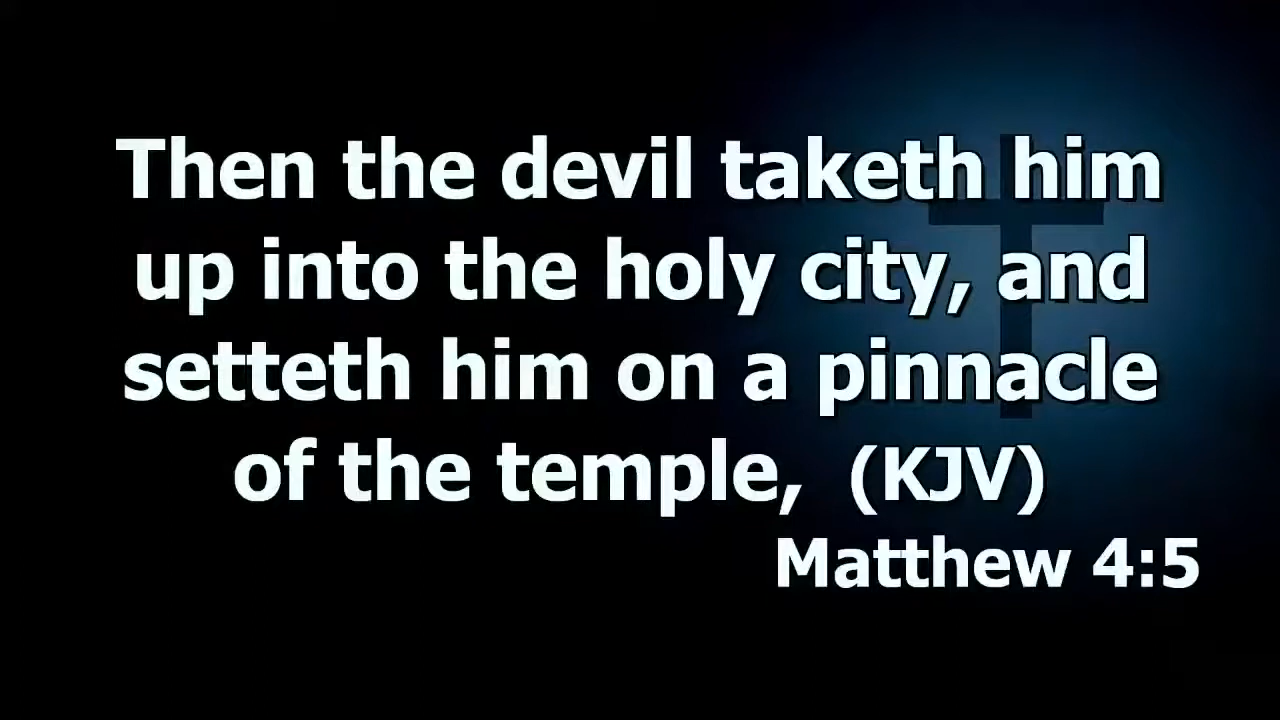 Then the devil taketh him
up into the holy city, and
setteth him on a pinnacle
of the temple, (KJV)
Matthew 4:5